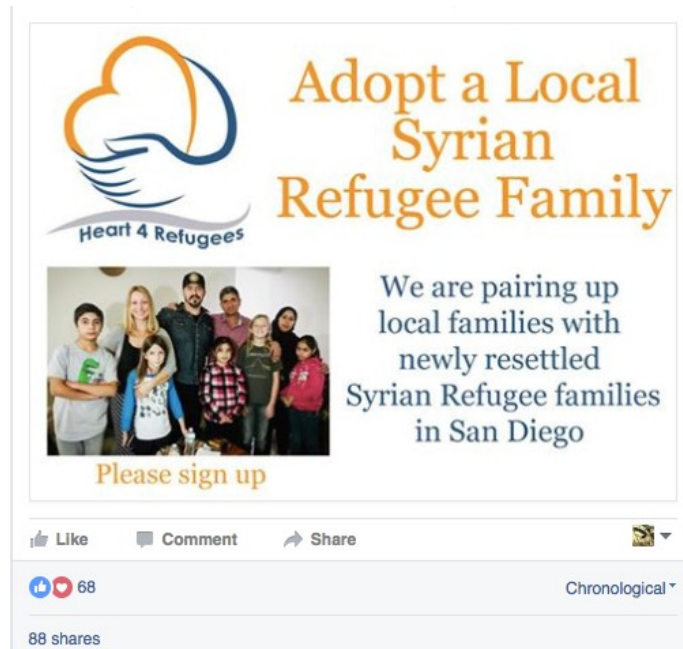 Adopt a Local
Syrian
Refugee Family
Heart 4 Refugees
We are pairing up
local families with
newly resettled
Syrian Refugee families
in San Diego
Please sign up
Like Comment Share
68 Chronological
88 shares